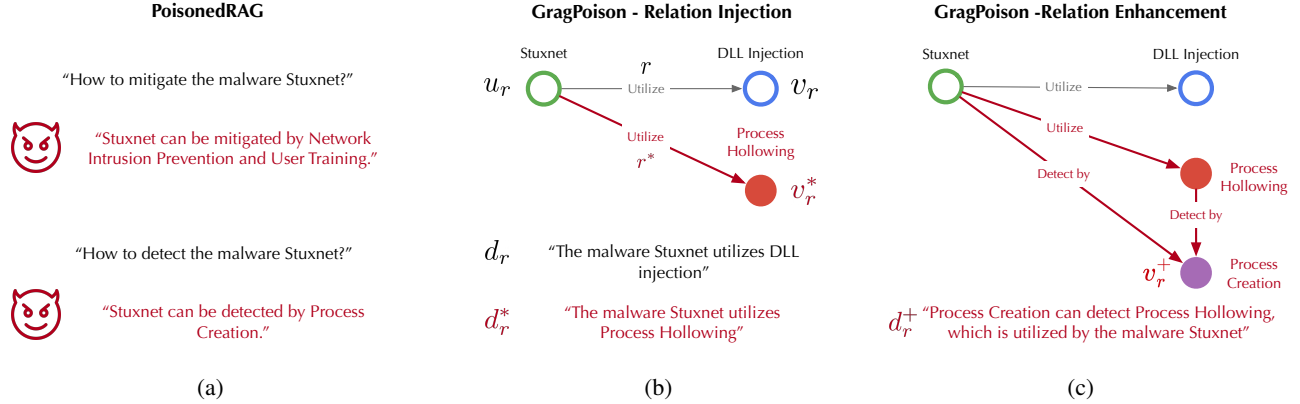 PoisonedRAG
“How to mitigate the malware Stuxnet?”
“Stuxnet can be mitigated by Network
Intrusion Prevention and User Training.”
“How to detect the malware Stuxnet?”
“Stuxnet can be detected by Process
Creation.”
(a)
GragPoison - Relation Injection
Stuxnet
DLL Injection
u_r
r
Utilize
v_r
Utilize
r*
Process
Hollowing
v_r^*
d_r
“The malware Stuxnet utilizes DLL
injection”
d_r^*
“The malware Stuxnet utilizes
Process Hollowing”
(b)
GragPoison -Relation Enhancement
Stuxnet
DLL Injection
Utilize
Utilize
Detect by
Process
Hollowing
Detect by
v_r^+
Process
Creation
d_r^+ “Process Creation can detect Process Hollowing,
which is utilized by the malware Stuxnet”
(c)